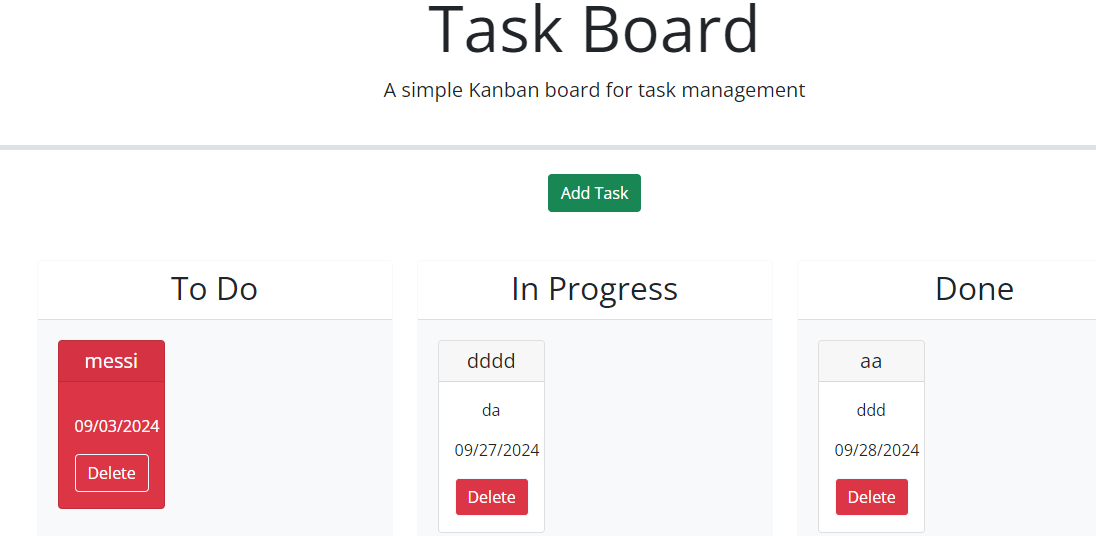 Task Board
A simple Kanban board for task management
Add Task
To Do
messi
09/03/2024
Delete
In Progress
dddd
da
09/27/2024
Delete
Done
aa
ddd
09/28/2024
Delete